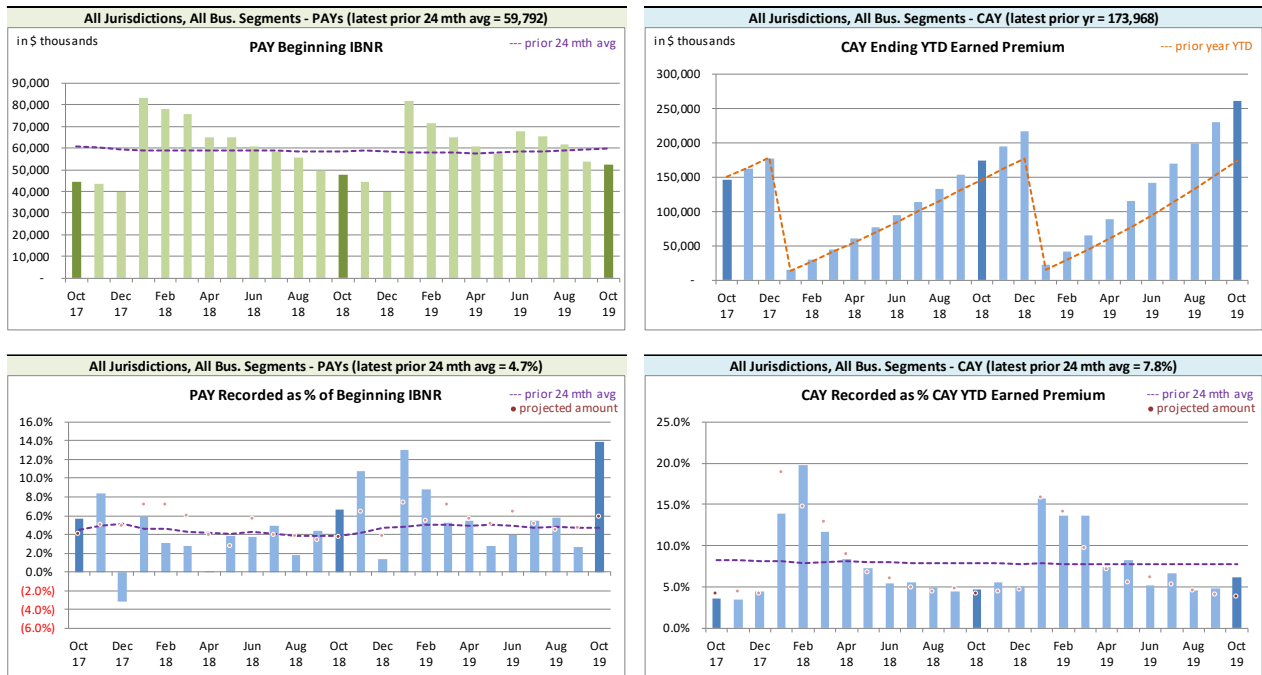 All Jurisdictions, All Bus. Segments - PAYs (latest prior 24 mth avg = 59,792)
in $ thousands
PAY Beginning IBNR
--- prior 24 mth avg
90,000
80,000
70,000
60,000
50,000
40,000
30,000
20,000
10,000
-
Oct Dec Feb Apr Jun Aug Oct Dec Feb Apr Jun Aug Oct
17 17 18 18 18 18 18 18 19 19 19 19 19
All Jurisdictions, All Bus. Segments - CAY (latest prior yr = 173,968)
in $ thousands
CAY Ending YTD Earned Premium
--- prior year YTD
300,000
250,000
200,000
150,000
100,000
50,000
-
Oct Dec Feb Apr Jun Aug Oct Dec Feb Apr Jun Aug Oct
17 17 18 18 18 18 18 18 19 19 19 19 19
All Jurisdictions, All Bus. Segments - PAYs (latest prior 24 mth avg = 4.7%)
PAY Recorded as % of Beginning IBNR
--- prior 24 mth avg
• projected amount
16.0%
14.0%
12.0%
10.0%
8.0%
6.0%
4.0%
2.0%
0.0%
(2.0%)
(4.0%)
(6.0%)
Oct Dec Feb Apr Jun Aug Oct Dec Feb Apr Jun Aug Oct
17 17 18 18 18 18 18 18 19 19 19 19 19
All Jurisdictions, All Bus. Segments - CAY (latest prior 24 mth avg = 7.8%)
CAY Recorded as % CAY YTD Earned Premium
--- prior 24 mth avg
• projected amount
25.0%
20.0%
15.0%
10.0%
5.0%
0.0%
Oct Dec Feb Apr Jun Aug Oct Dec Feb Apr Jun Aug Oct
17 17 18 18 18 18 18 18 19 19 19 19 19